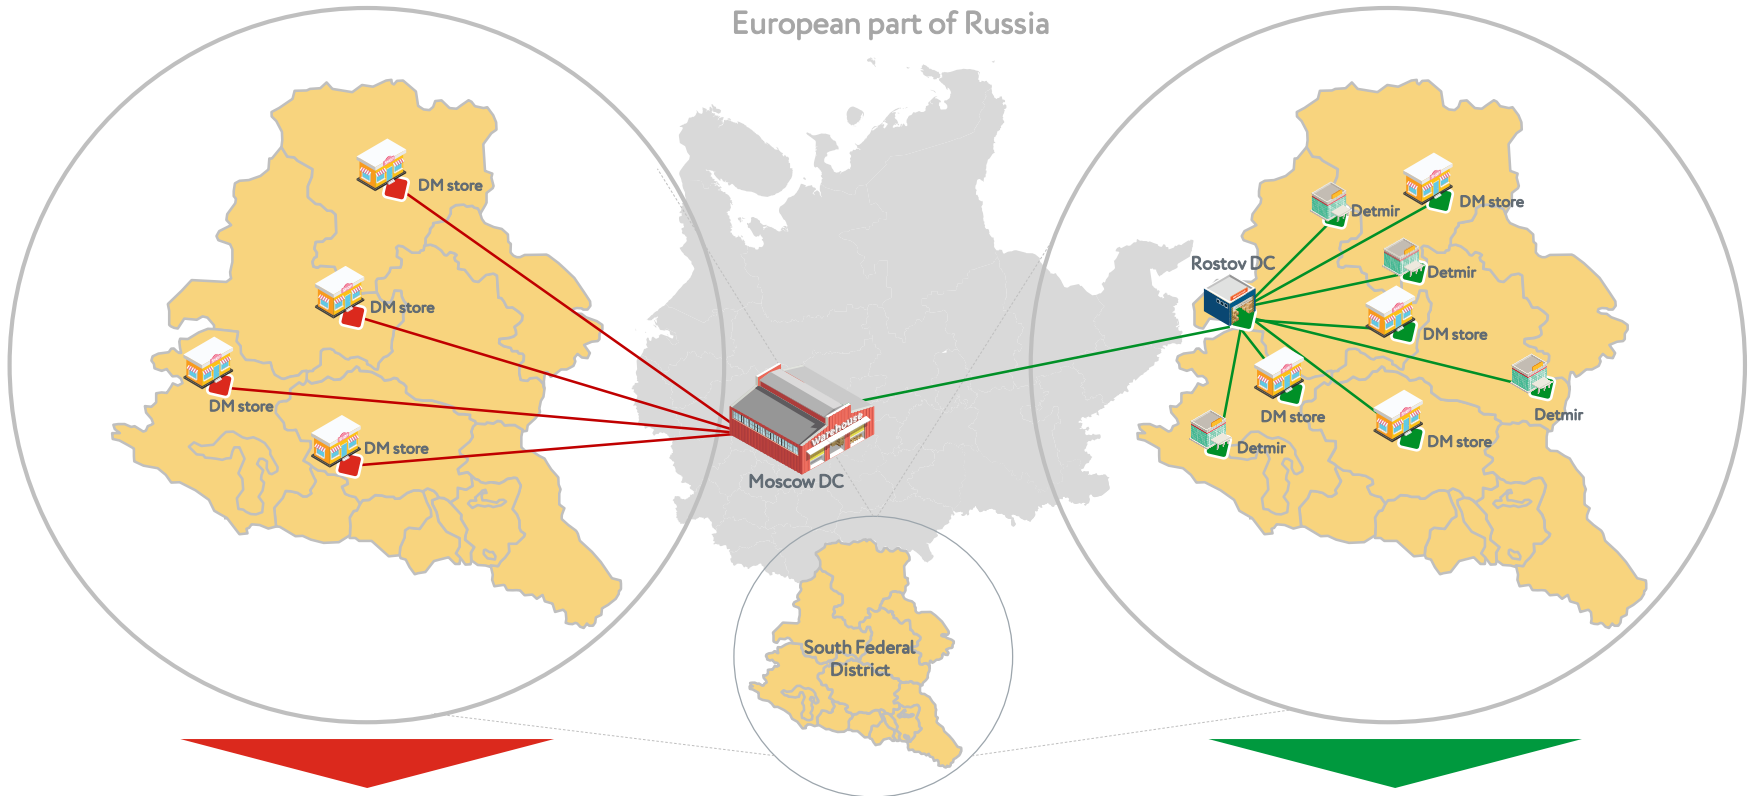 European part of Russia
DM store
DM store
DM store
DM store
warehouse
Moscow DC
South Federal
District
Rostov DC
Detmir
DM store
Detmir
DM store
Detmir
DM store
DM store
Detmir